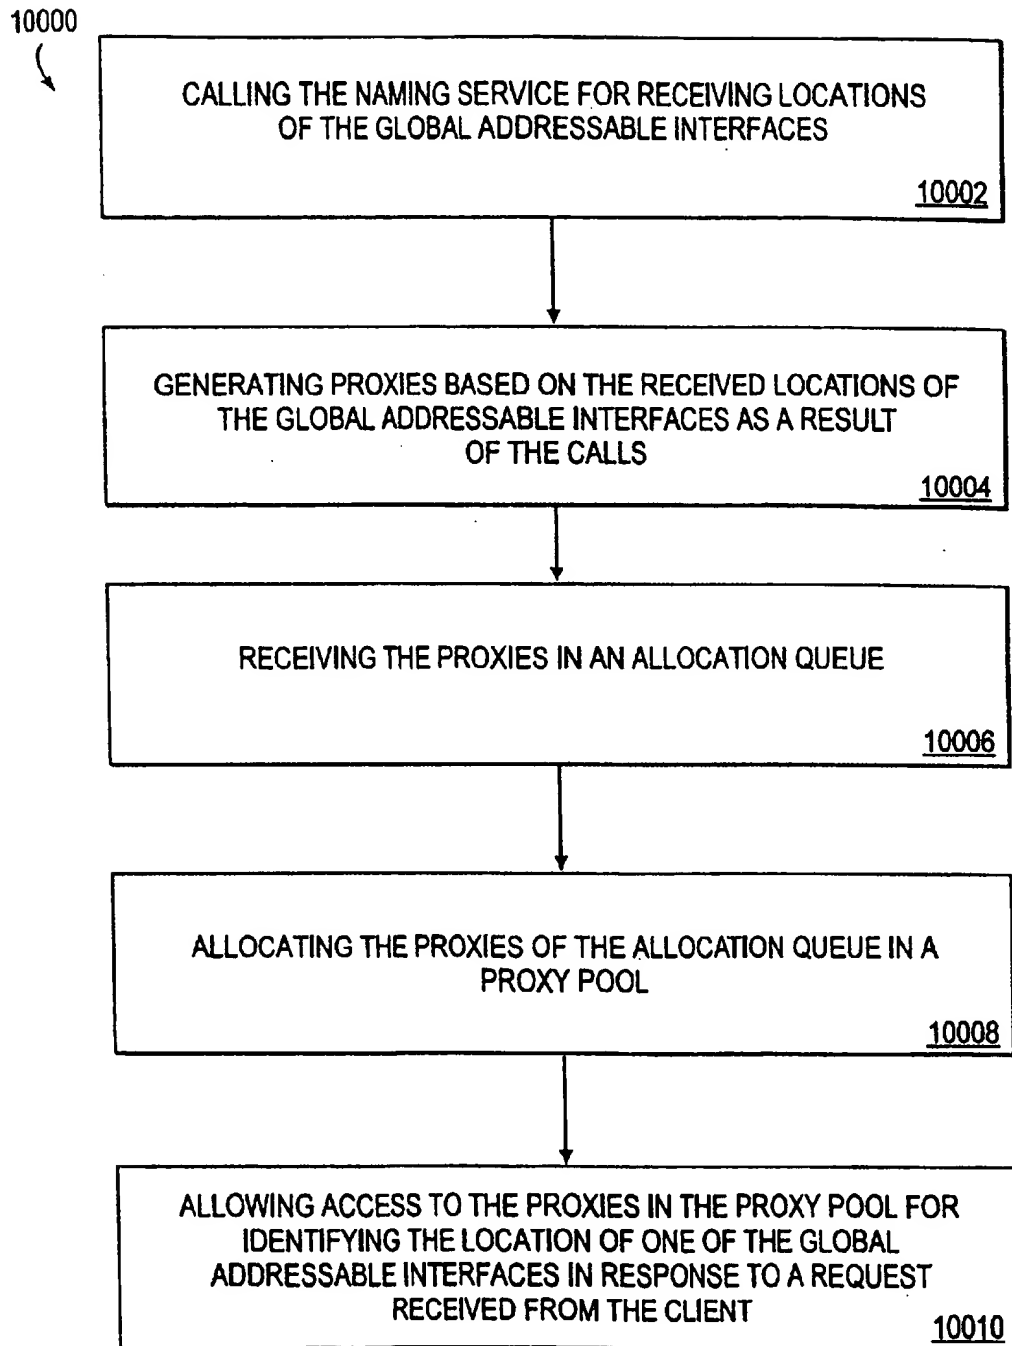 10000
CALLING THE NAMING SERVICE FOR RECEIVING LOCATIONS
OF THE GLOBAL ADDRESSABLE INTERFACES
10002
GENERATING PROXIES BASED ON THE RECEIVED LOCATIONS OF
THE GLOBAL ADDRESSABLE INTERFACES AS A RESULT
OF THE CALLS
10004
RECEIVING THE PROXIES IN AN ALLOCATION QUEUE
10006
ALLOCATING THE PROXIES OF THE ALLOCATION QUEUE IN A
PROXY POOL
10008
ALLOWING ACCESS TO THE PROXIES IN THE PROXY POOL FOR
IDENTIFYING THE LOCATION OF ONE OF THE GLOBAL
ADDRESSABLE INTERFACES IN RESPONSE TO A REQUEST
RECEIVED FROM THE CLIENT
10010